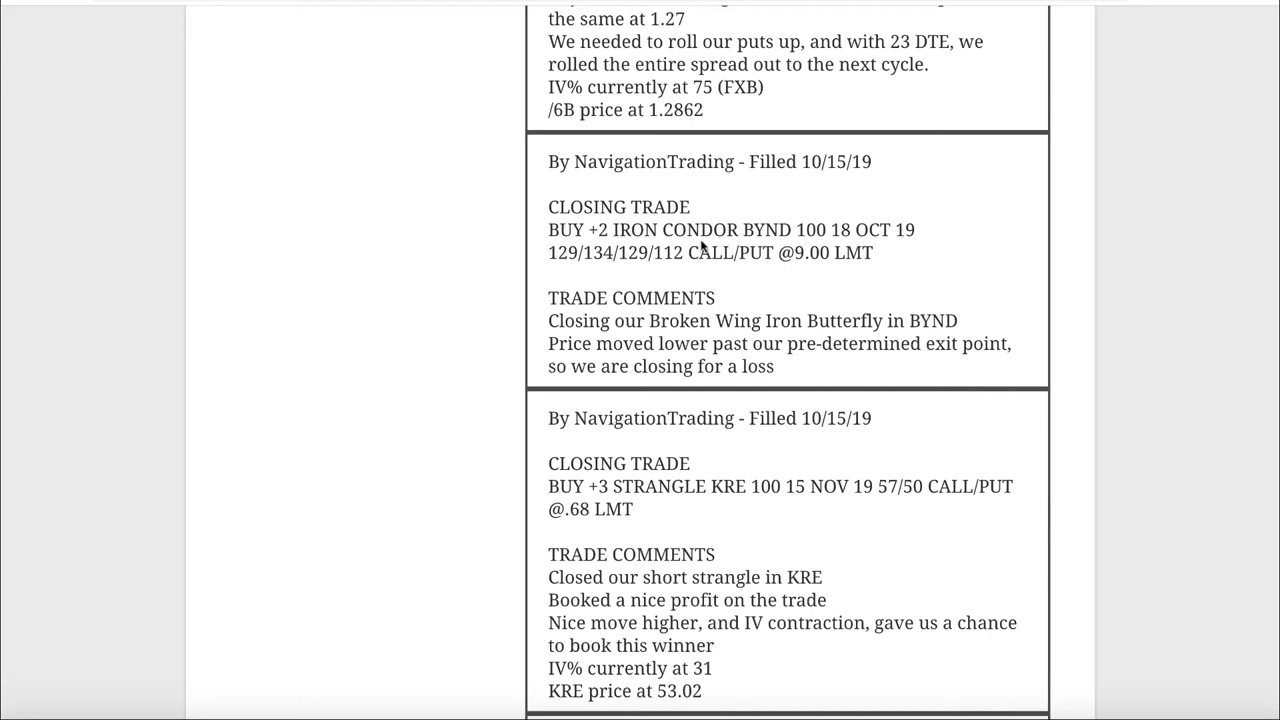 the same at 1.27
We needed to roll our puts up, and with 23 DTE, we
rolled the entire spread out to the next cycle.
IV% currently at 75 (FXB)
/6B price at 1.2862
By NavigationTrading - Filled 10/15/19
CLOSING TRADE
BUY +2 IRON CONDOR BYND 100 18 OCT 19
129/134/129/112 CALL/PUT @9.00 LMT
TRADE COMMENTS
Closing our Broken Wing Iron Butterfly in BYND
Price moved lower past our pre-determined exit point,
so we are closing for a loss
By NavigationTrading - Filled 10/15/19
CLOSING TRADE
BUY +3 STRANGLE KRE 100 15 NOV 19 57/50 CALL/PUT
@.68 LMT
TRADE COMMENTS
Closed our short strangle in KRE
Booked a nice profit on the trade
Nice move higher, and IV contraction, gave us a chance
to book this winner
IV% currently at 31
KRE price at 53.02